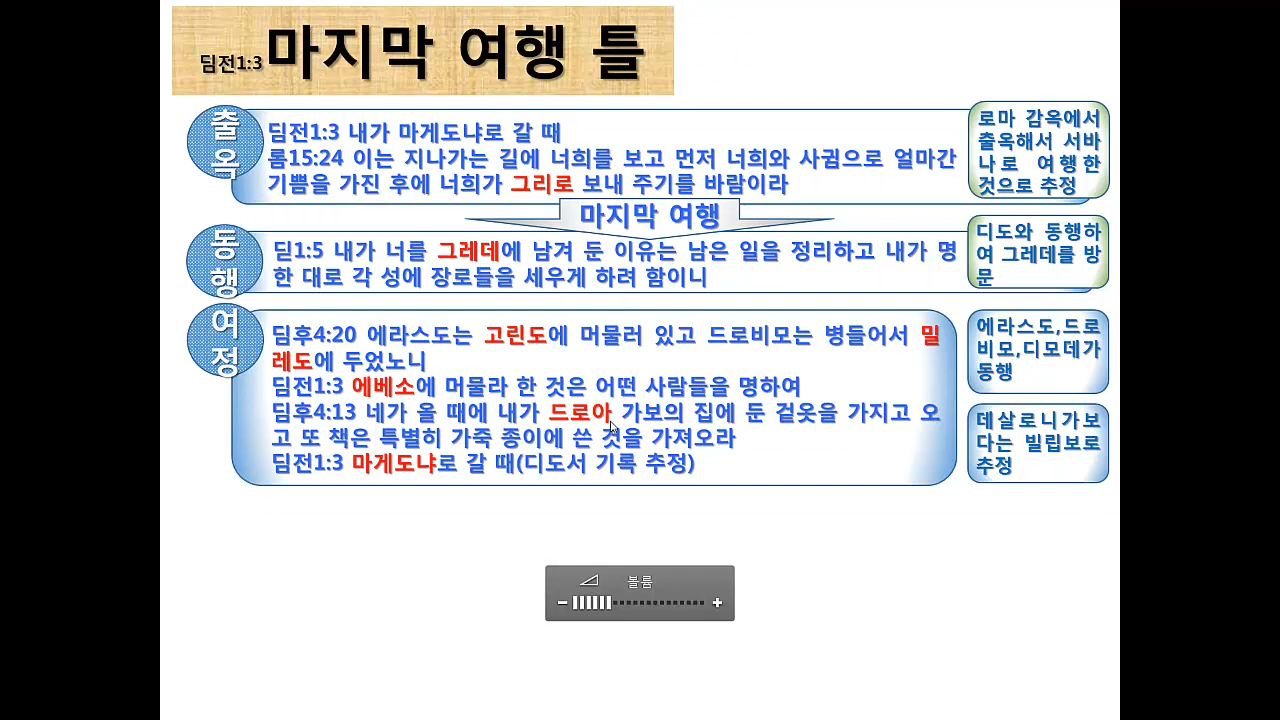 딤전1:3마지막 여행 틀
출옥
딤전1:3 내가 마게도냐로 갈 때
롬15:24 이는 지나가는 길에 너희를 보고 먼저 너희와 사귐으로 얼마간
기쁨을 가진 후에 너희가 그리로 보내 주기를 바람이라
로마 감옥에서
출옥해서 서바
나로 여행한
것으로 추정
마지막 여행
동행
딛1:5 내가 너를 그레데에 남겨 둔 이유는 남은 일을 정리하고 내가 명
한 대로 각 성에 장로들을 세우게 하려 함이니
디도와 동행하
여 그레데를 방
문
여정
딤후4:20 에라스도는 고린도에 머물러 있고 드로비모는 병들어서 밀
레도에 두었노니
딤전1:3 에베소에 머물라 한 것은 어떤 사람들을 명하여
딤후4:13 네가 올 때에 내가 드로아 가보의 집에 둔 겉옷을 가지고 오
고 또 책은 특별히 가죽 종이에 쓴 것을 가져오라
딤전1:3 마게도냐로 갈 때(디도서 기록 추정)
에라스도,드로
비모,디모데가
동행
데살로니가보
다는 빌립보로
추정
볼륨